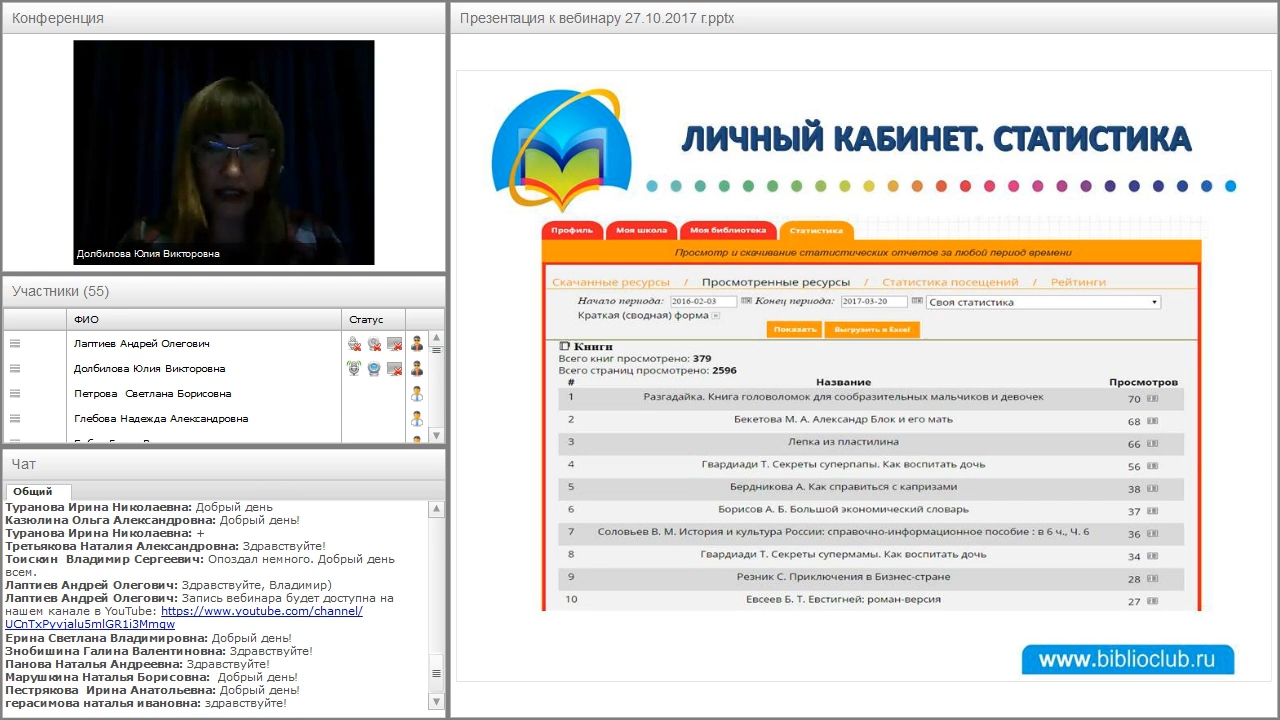 Конференция
Долбилова Юлия Викторовна
Участники (55)
ФИО
Статус
Лаптиев Андрей Олегович
Долбилова Юлия Викторовна
Петрова Светлана Борисовна
Глебова Надежда Александровна
Чат
Общий
Туранова Ирина Николаевна: Добрый день
Казюлина Ольга Александровна: Добрый день!
Туранова Ирина Николаевна: +
Третьякова Наталия Александровна: Здравствуйте!
Тоискин Владимир Сергеевич: Опоздал немного. Добрый день
всем.
Лаптиев Андрей Олегович: Здравствуйте, Владимир)
Лаптиев Андрей Олегович: Запись вебинара будет доступна на
нашем канале в YouTube: https://www.youtube.com/channel/
UCnTxPyvjalu5mlGR1i3Mmqw
Ерина Светлана Владимировна: Добрый день!
Знобишина Галина Валентиновна: Здравствуйте!
Панова Наталья Андреевна: Здравствуйте!
Марушкина Наталья Борисовна: Добрый день!
Пестрякова Ирина Анатольевна: Добрый день!
герасимова наталья ивановна: здравствуйте!
Презентация к вебинару 27.10.2017 г.pptx
ЛИЧНЫЙ КАБИНЕТ. СТАТИСТИКА
Профиль Моя школа Моя библиотека Статистика
Просмотр и скачивание статистических отчетов за любой период времени
Скачанные ресурсы / Просмотренные ресурсы / Статистика посещений / Рейтинги
Начало периода: 2016-02-03 Конец периода: 2017-03-20 Своя статистика
Краткая (сводная) форма
Показать Выгрузить в Excel
Книги
Всего книг просмотрено: 379
Всего страниц просмотрено: 2596
# Название Просмотров
1 Разгадайка. Книга головоломок для сообразительных мальчиков и девочек 70
2 Бекетова М. А. Александр Блок и его мать 68
3 Лепка из пластилина 66
4 Гвардиади Т. Секреты суперпапы. Как воспитать дочь 56
5 Бердникова А. Как справиться с капризами 38
6 Борисов А. Б. Большой экономический словарь 37
7 Соловьев В. М. История и культура России: справочно-информационное пособие : в 6 ч., Ч. 6 36
8 Гвардиади Т. Секреты супермамы. Как воспитать дочь 34
9 Резник С. Приключения в Бизнес-стране 28
10 Евсеев Б. Т. Евстигней: роман-версия 27
www.biblioclub.ru